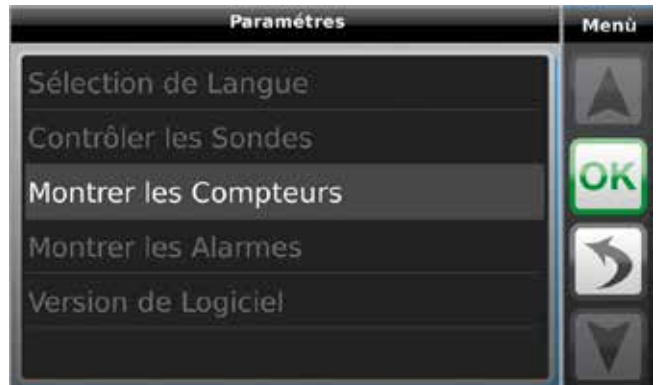 Paramétres
Menù
Sélection de Langue
Contrôler les Sondes
OK
Montrer les Compteurs
Montrer les Alarmes
Version de Logiciel